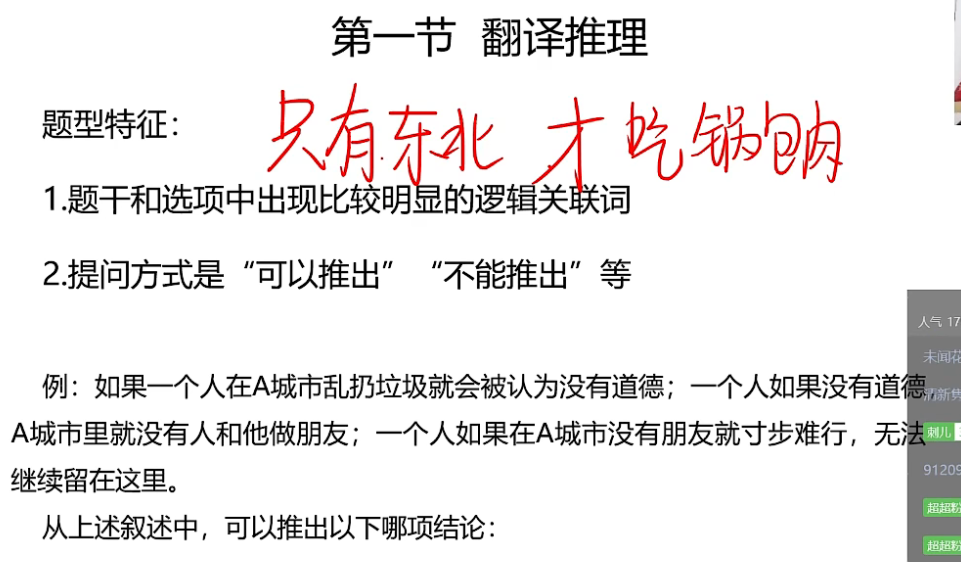 第一节 翻译推理
题型特征：
只有东北 才吃锅包肉
1.题干和选项中出现比较明显的逻辑关联词
2.提问方式是“可以推出”“不能推出”等
人气 17
未闻花
清新隽
例：如果一个人在A城市乱扔垃圾就会被认为没有道德；一个人如果没有道德，
A城市里就没有人和他做朋友；一个人如果在A城市没有朋友就寸步难行，无法
刺儿
继续留在这里。
91209
从上述叙述中，可以推出以下哪项结论：
超超粉
超超粉